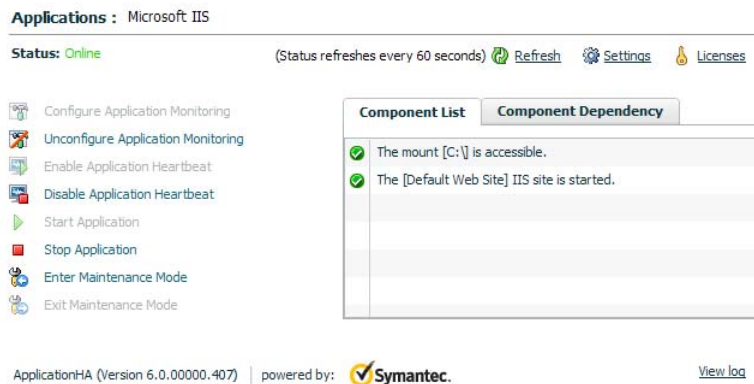 Applications : Microsoft IIS
Status: Online
(Status refreshes every 60 seconds) Refresh Settings Licenses
Configure Application Monitoring
Unconfigure Application Monitoring
Enable Application Heartbeat
Disable Application Heartbeat
Start Application
Stop Application
Enter Maintenance Mode
Exit Maintenance Mode
Component List Component Dependency
The mount [C:\] is accessible.
The [Default Web Site] IIS site is started.
ApplicationHA (Version 6.0.00000.407) powered by: Symantec.
View log